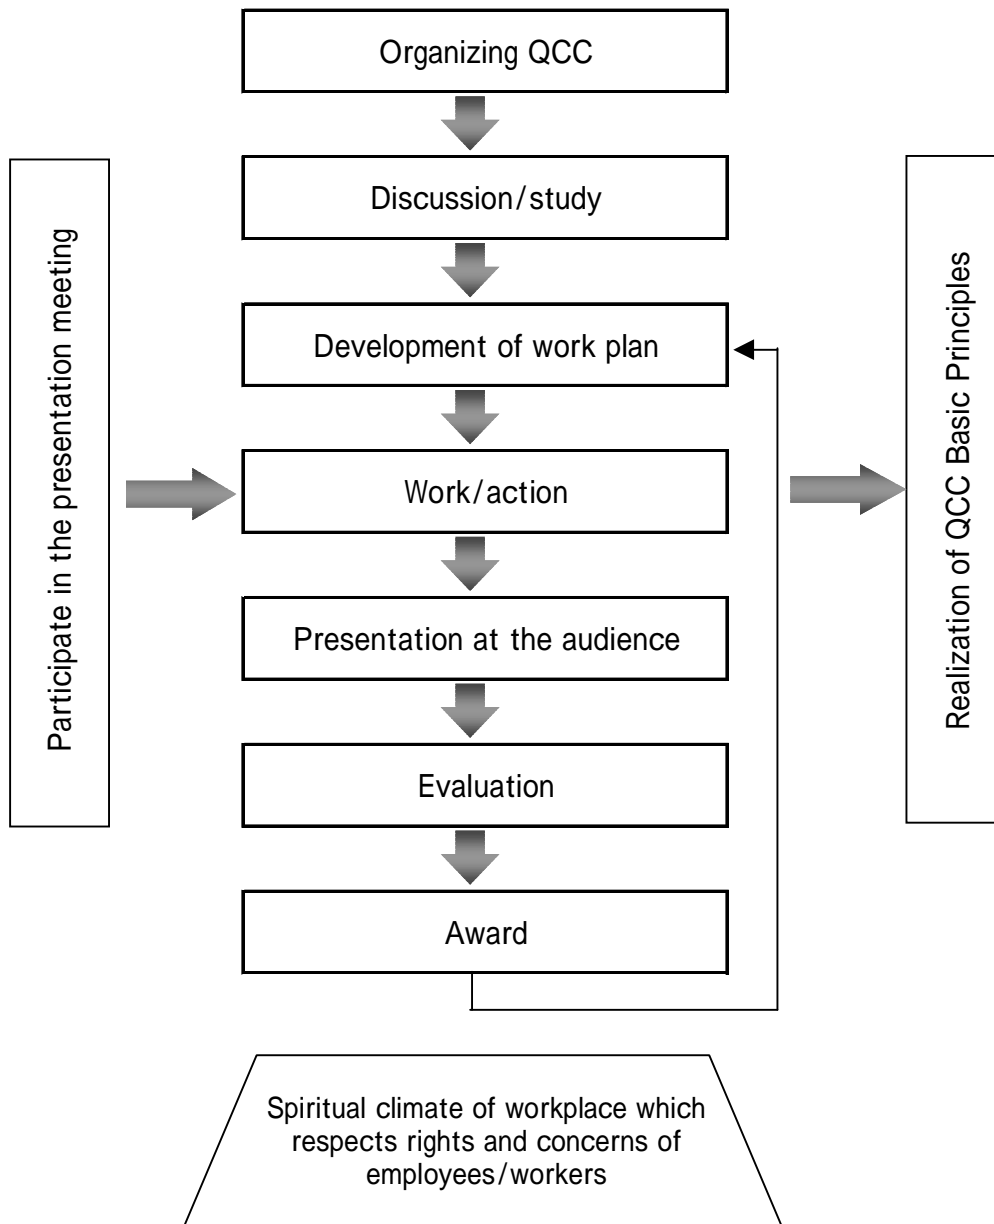 Organizing QCC
Discussion/study
Development of work plan
Work/action
Presentation at the audience
Evaluation
Award
Participate in the presentation meeting
Realization of QCC Basic Principles
Spiritual climate of workplace which
respects rights and concerns of
employees/workers